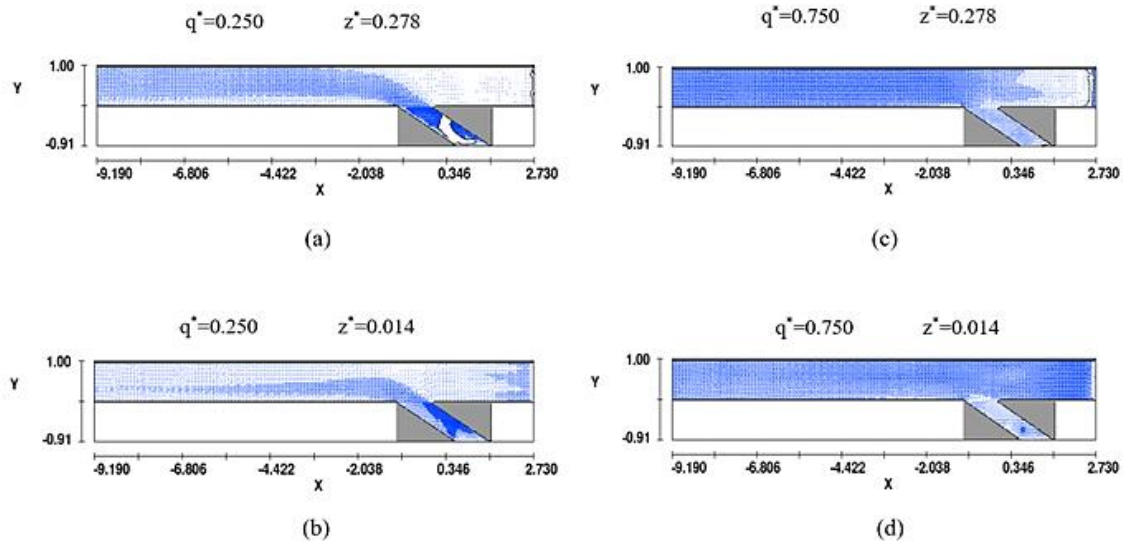 q*=0.250 z*=0.278
1.00
Y
-0.91
-9.190 -6.806 -4.422 -2.038 0.346 2.730
X
(a)
q*=0.750 z*=0.278
1.00
Y
-0.91
-9.190 -6.806 -4.422 -2.038 0.346 2.730
X
(c)
q*=0.250 z*=0.014
1.00
Y
-0.91
-9.190 -6.806 -4.422 -2.038 0.346 2.730
X
(b)
q*=0.750 z*=0.014
1.00
Y
-0.91
-9.190 -6.806 -4.422 -2.038 0.346 2.730
X
(d)